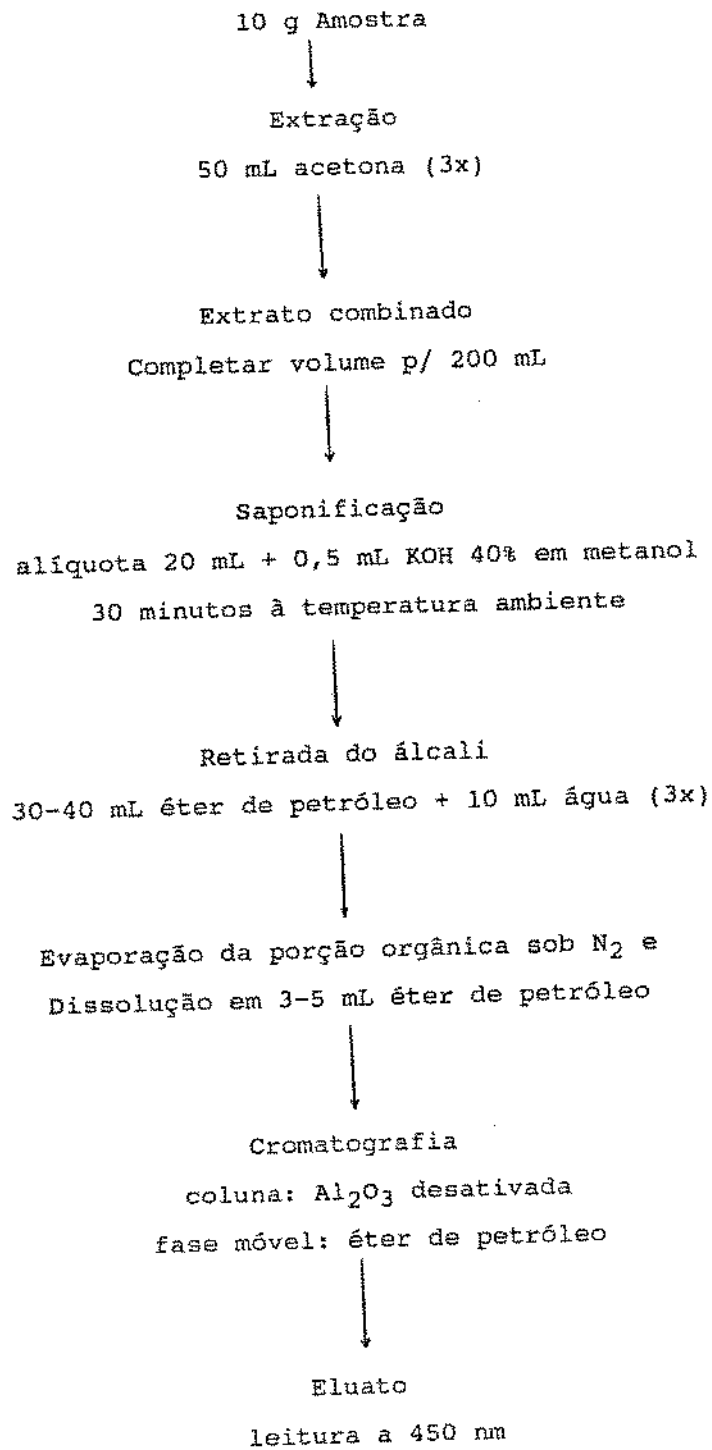 10 g Amostra
Extração
50 mL acetona (3x)
Extrato combinado
Completar volume p/ 200 mL
Saponificação
alíquota 20 mL + 0,5 mL KOH 40% em metanol
30 minutos à temperatura ambiente
Retirada do álcali
30-40 mL éter de petróleo + 10 mL água (3x)
Evaporação da porção orgânica sob N₂ e
Dissolução em 3-5 mL éter de petróleo
Cromatografia
coluna: Al₂O₃ desativada
fase móvel: éter de petróleo
Eluato
leitura a 450 nm